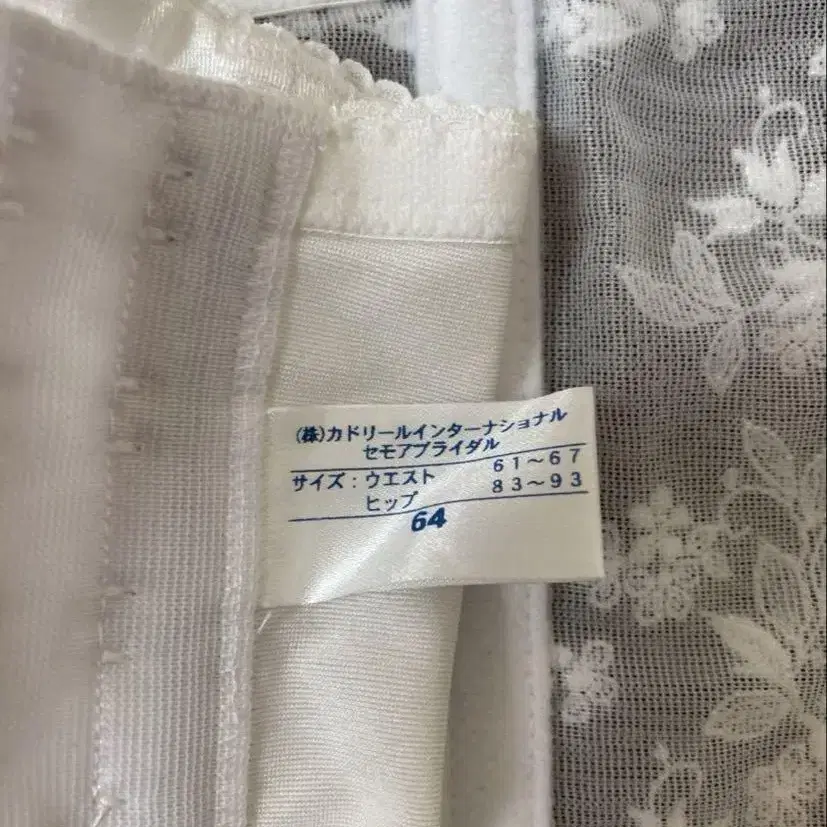 (株)カドリールインターナショナル
セモアブライダル
サイズ：ウエスト 61～67
ヒップ 83～93
64